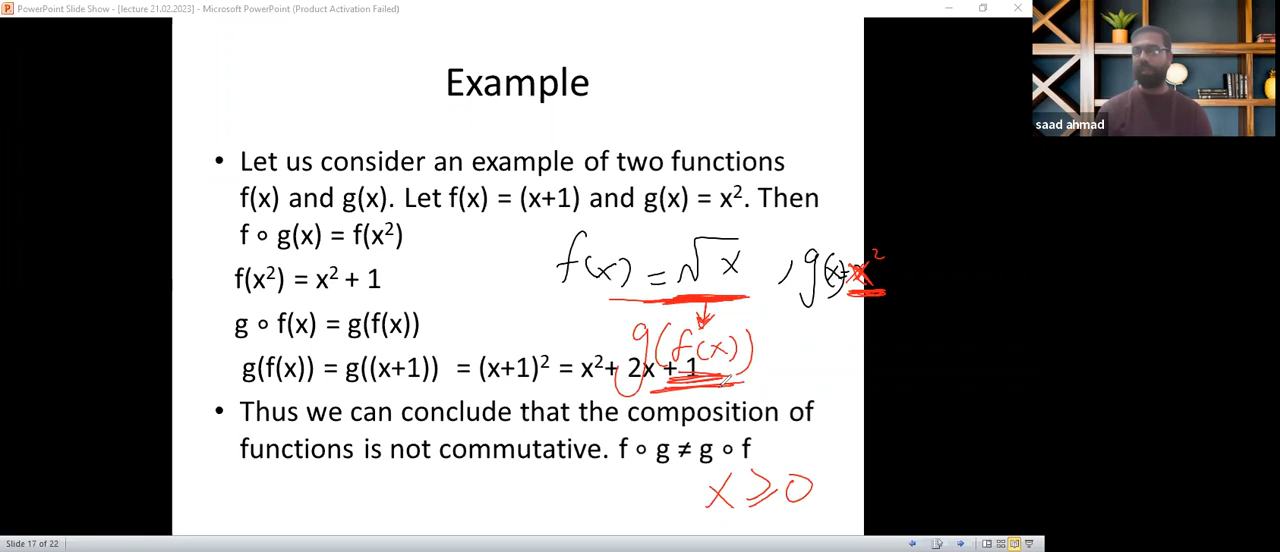 PowerPoint Slide Show - [lecture 21.02.2023] - Microsoft PowerPoint (Product Activation Failed)
saad ahmad
Example
• Let us consider an example of two functions
f(x) and g(x). Let f(x) = (x+1) and g(x) = x². Then
f ∘ g(x) = f(x²)
f(x) = √x , g(x)= x²
f(x²) = x² + 1
g ∘ f(x) = g(f(x))
g(f(x))
g(f(x)) = g((x+1)) = (x+1)² = x²+ 2x + 1
• Thus we can conclude that the composition of
functions is not commutative. f ∘ g ≠ g ∘ f
x ≥ 0
Slide 17 of 22